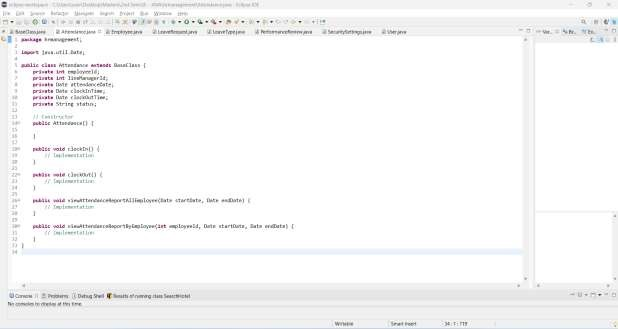 File Edit Source Refactor Navigate Search Project Run Window Help
BaseClass.java Attendance.java Employee.java LeaveRequest.java LeaveType.java PerformanceReview.java SecuritySettings.java User.java
1 package hrmanagement;
2
3 import java.util.Date;
4
5 public class Attendance extends BaseClass {
6 private int employeeId;
7 private int lineManagerId;
8 private Date attendanceDate;
9 private Date clockInTime;
10 private Date clockOutTime;
11 private String status;
12
13 // Constructor
14 public Attendance() {
15
16 }
17
18 public void clockIn() {
19 // Implementation
20 }
21
22 public void clockOut() {
23 // Implementation
24 }
25
26 public void viewAttendanceReportAllEmployee(Date startDate, Date endDate) {
27 // Implementation
28 }
29
30 public void viewAttendanceReportByEmployee(int employeeId, Date startDate, Date endDate) {
31 // Implementation
32 }
33 }
34
Console Problems Debug Shell Results of running class SearchHotel
No consoles to display at this time.
Writable Smart Insert 34 : 1 : 719